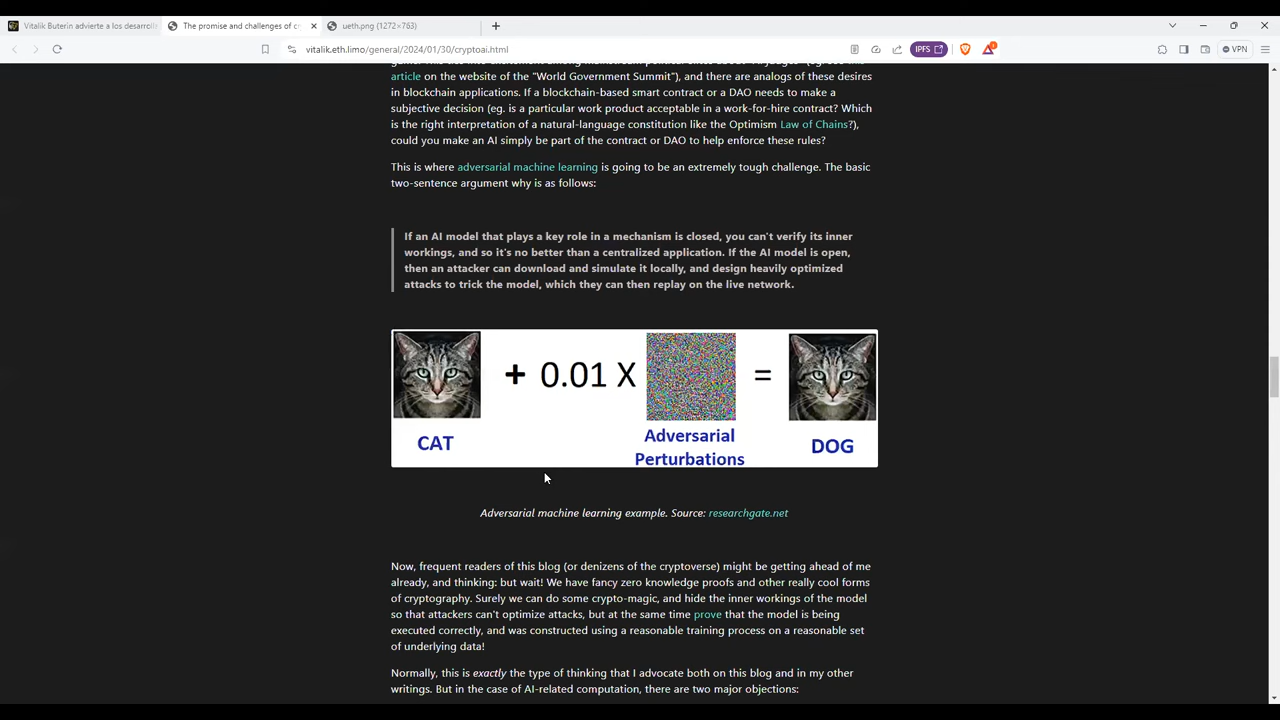 Vitalik Buterin advierte a los desarroll
The promise and challenges of c
ueth.png (1272×763)
vitalik.eth.limo/general/2024/01/30/cryptoai.html
IPFS
VPN
article on the website of the "World Government Summit"), and there are analogs of these desires
in blockchain applications. If a blockchain-based smart contract or a DAO needs to make a
subjective decision (eg. is a particular work product acceptable in a work-for-hire contract? Which
is the right interpretation of a natural-language constitution like the Optimism Law of Chains?),
could you make an AI simply be part of the contract or DAO to help enforce these rules?
This is where adversarial machine learning is going to be an extremely tough challenge. The basic
two-sentence argument why is as follows:
If an AI model that plays a key role in a mechanism is closed, you can't verify its inner
workings, and so it's no better than a centralized application. If the AI model is open,
then an attacker can download and simulate it locally, and design heavily optimized
attacks to trick the model, which they can then replay on the live network.
+ 0.01 X =
CAT
Adversarial
Perturbations
DOG
Adversarial machine learning example. Source: researchgate.net
Now, frequent readers of this blog (or denizens of the cryptoverse) might be getting ahead of me
already, and thinking: but wait! We have fancy zero knowledge proofs and other really cool forms
of cryptography. Surely we can do some crypto-magic, and hide the inner workings of the model
so that attackers can't optimize attacks, but at the same time prove that the model is being
executed correctly, and was constructed using a reasonable training process on a reasonable set
of underlying data!
Normally, this is exactly the type of thinking that I advocate both on this blog and in my other
writings. But in the case of AI-related computation, there are two major objections: